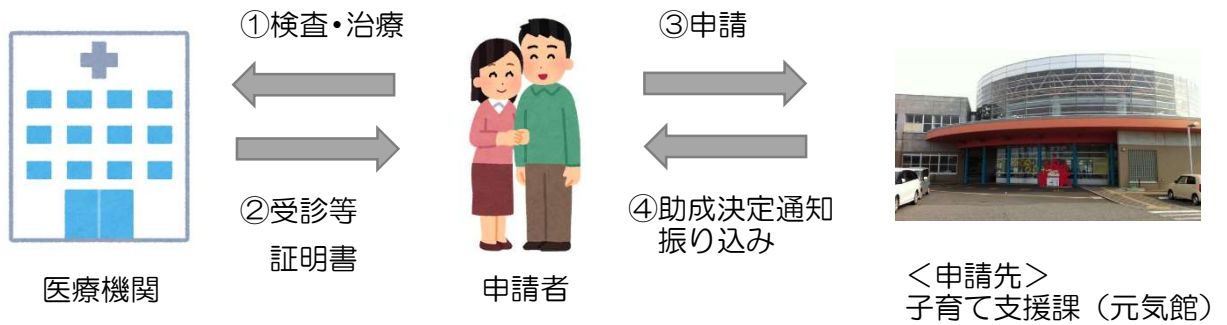 ①検査・治療
②受診等
証明書
医療機関
申請者
③申請
④助成決定通知
振り込み
＜申請先＞
子育て支援課（元気館）